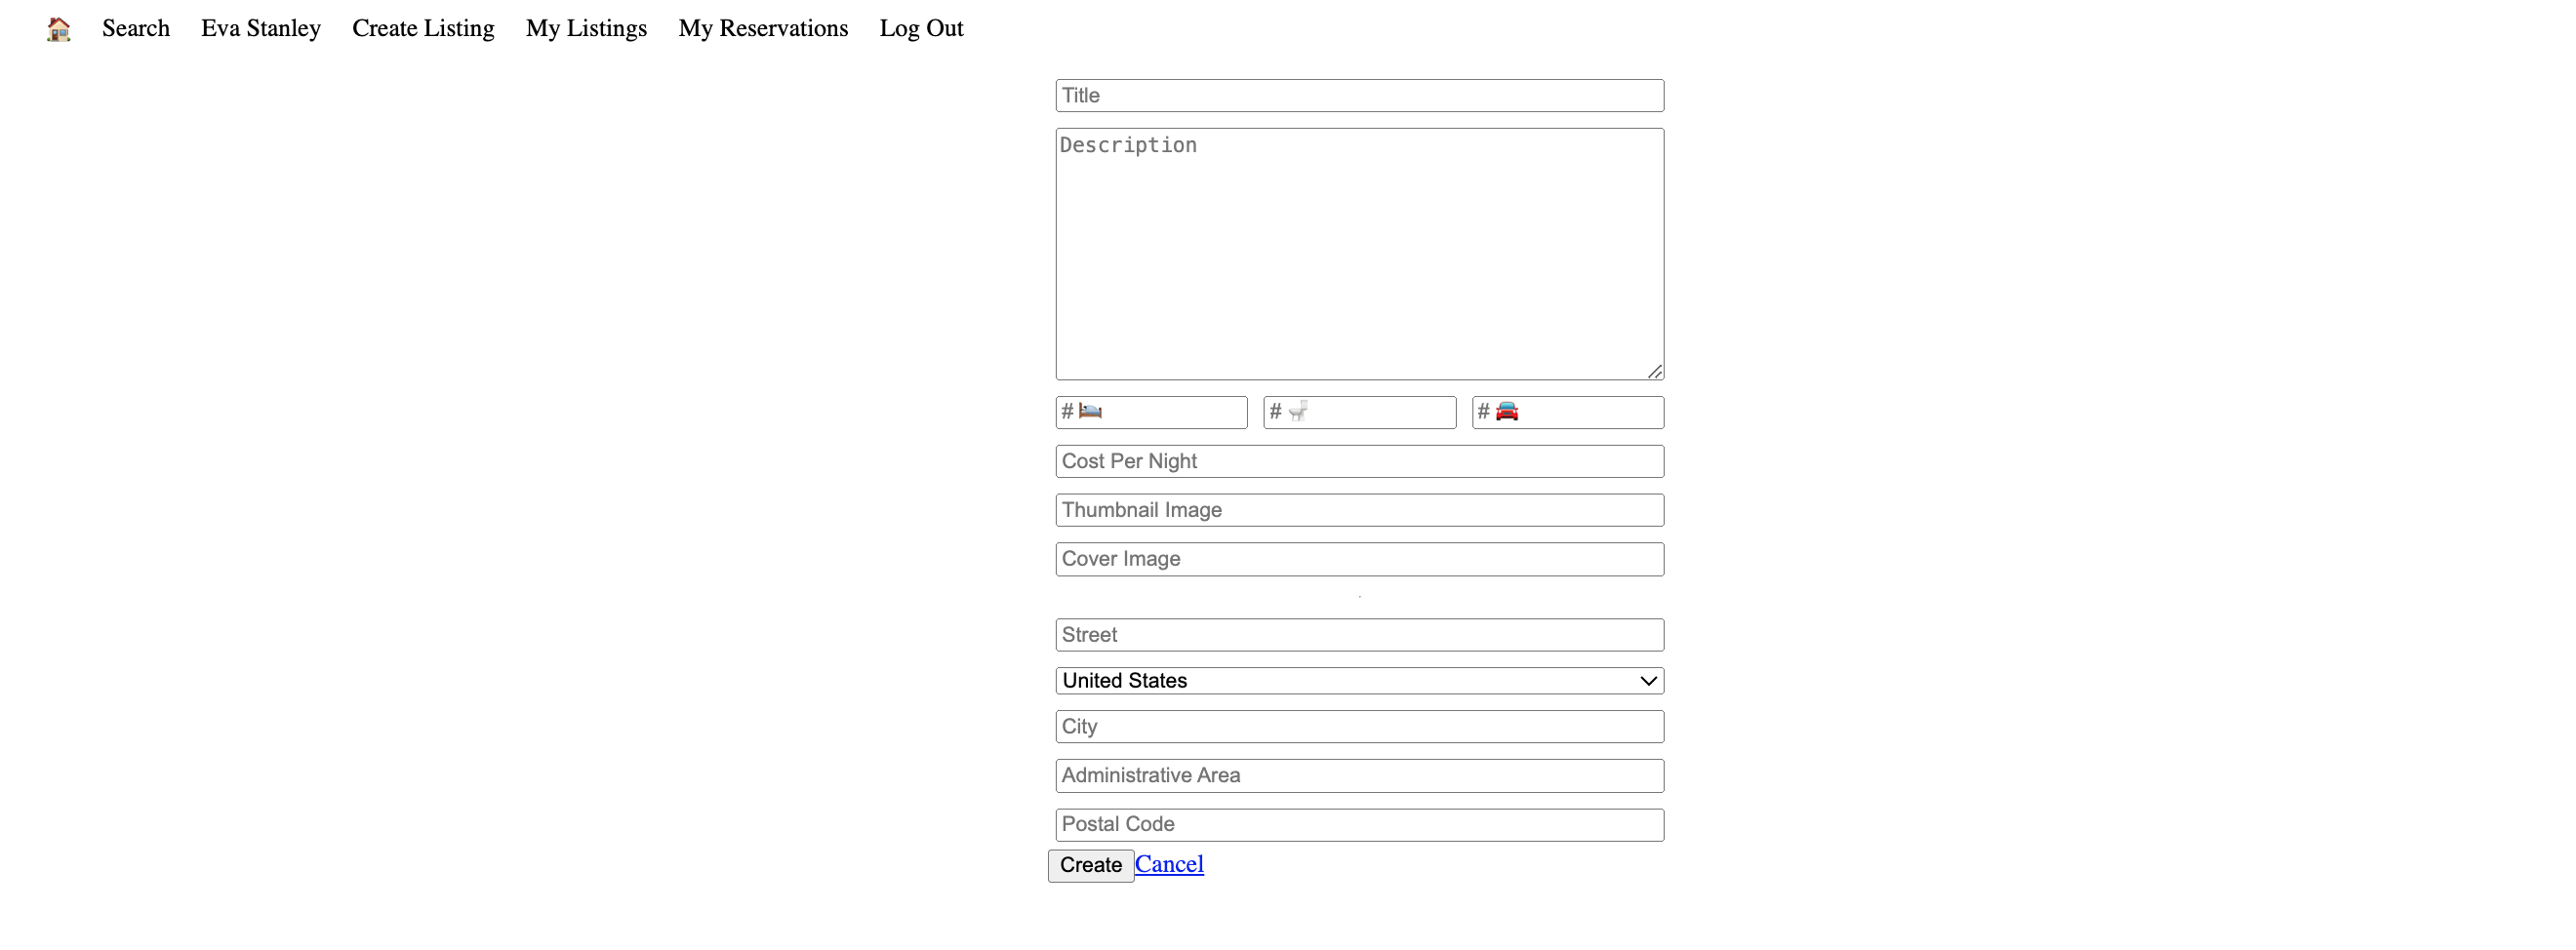 🏠 Search Eva Stanley Create Listing My Listings My Reservations Log Out
Title
Description
# 🛏️ # 🚽 # 🚘
Cost Per Night
Thumbnail Image
Cover Image
Street
United States
City
Administrative Area
Postal Code
Create Cancel